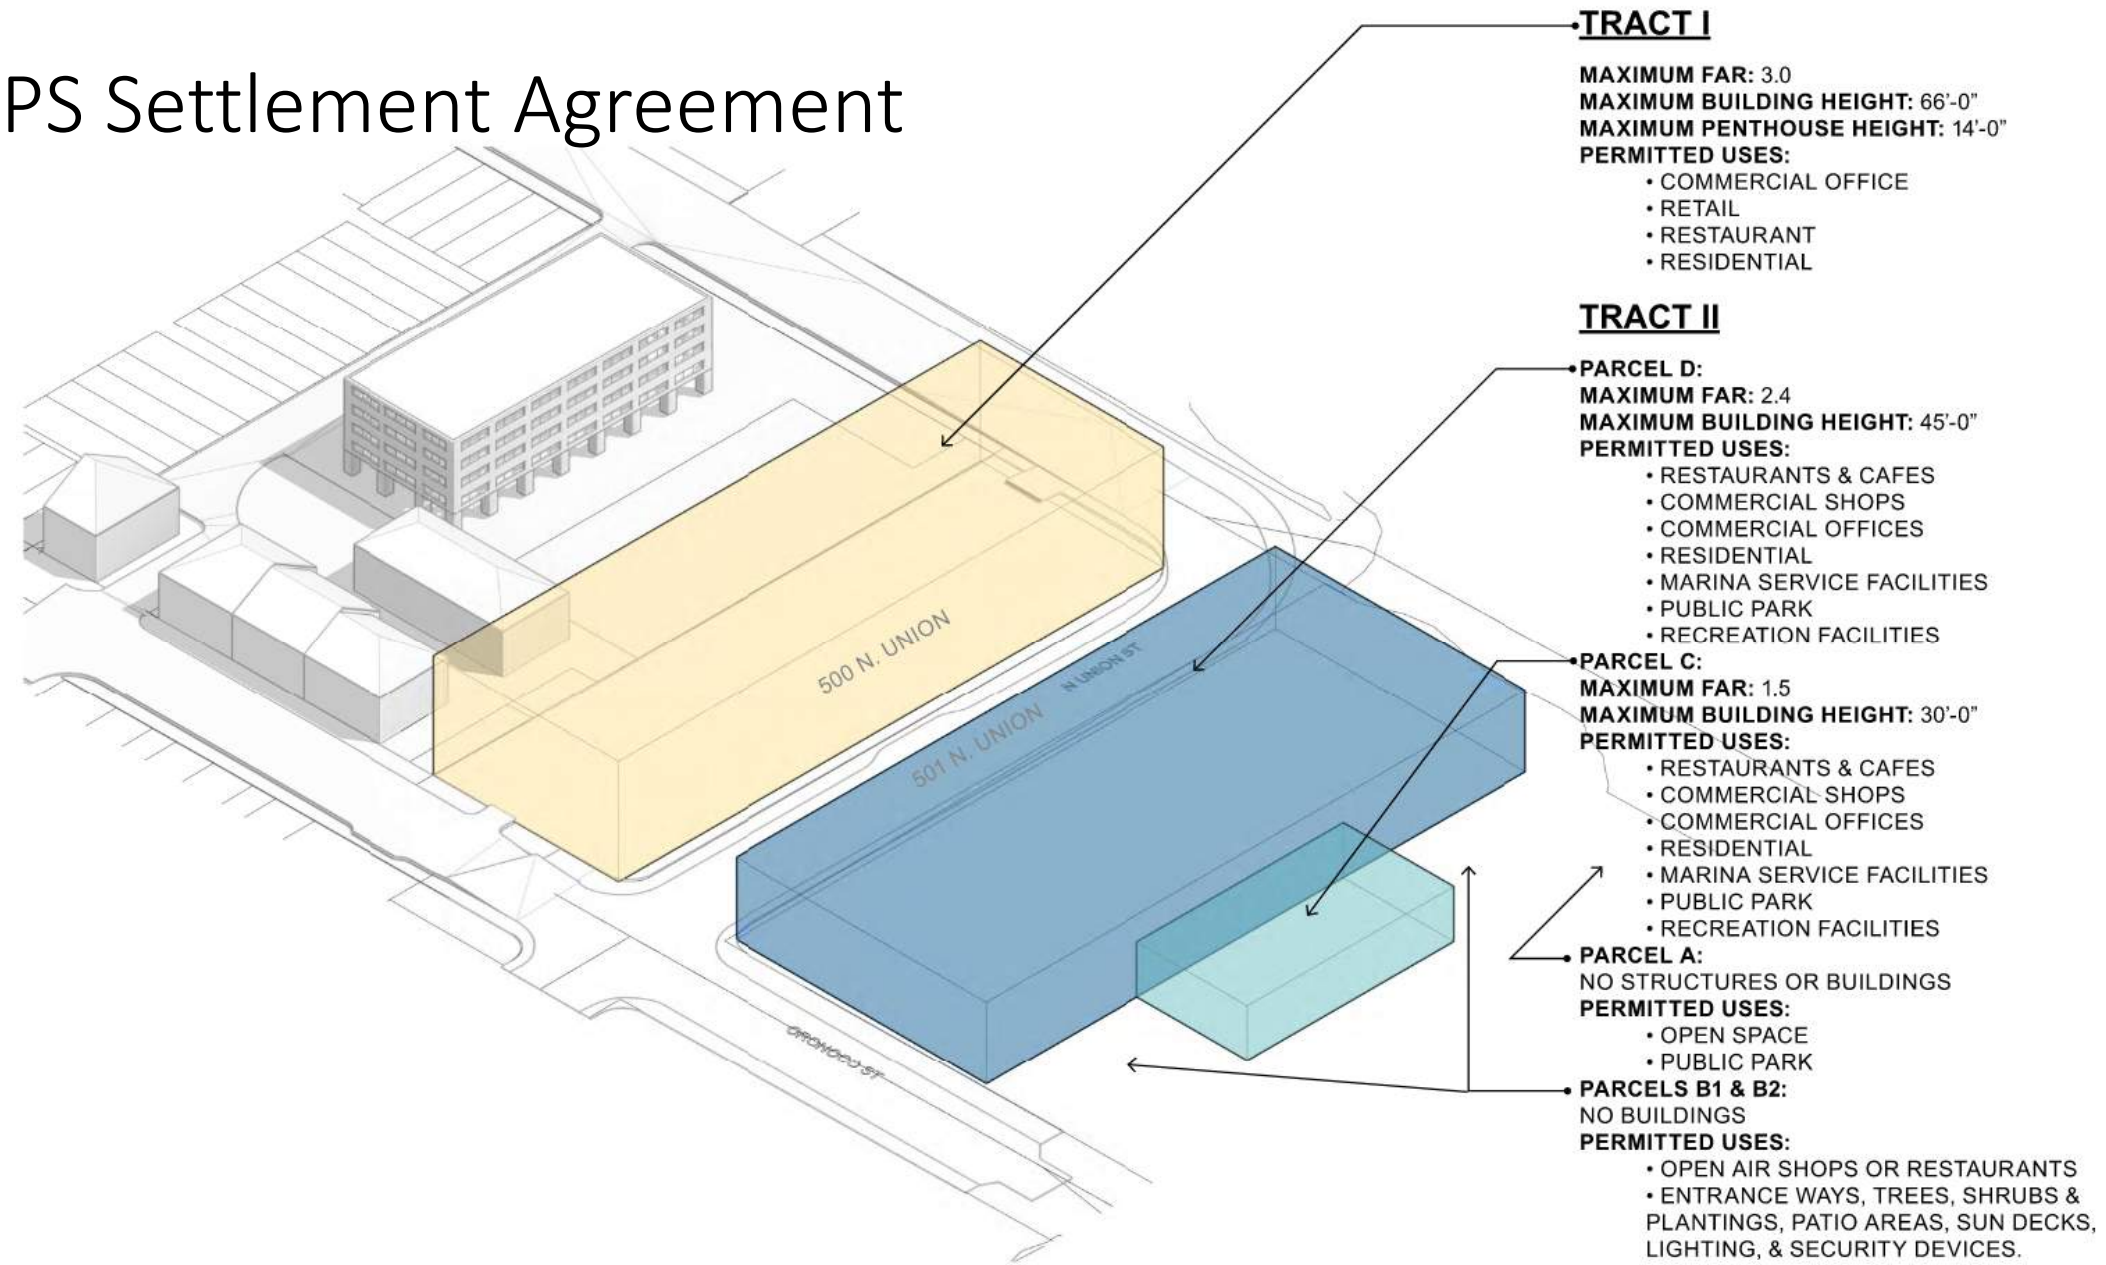 PS Settlement Agreement
TRACT I
MAXIMUM FAR: 3.0
MAXIMUM BUILDING HEIGHT: 66'-0"
MAXIMUM PENTHOUSE HEIGHT: 14'-0"
PERMITTED USES:
• COMMERCIAL OFFICE
• RETAIL
• RESTAURANT
• RESIDENTIAL
TRACT II
PARCEL D:
MAXIMUM FAR: 2.4
MAXIMUM BUILDING HEIGHT: 45'-0"
PERMITTED USES:
• RESTAURANTS & CAFES
• COMMERCIAL SHOPS
• COMMERCIAL OFFICES
• RESIDENTIAL
• MARINA SERVICE FACILITIES
• PUBLIC PARK
• RECREATION FACILITIES
PARCEL C:
MAXIMUM FAR: 1.5
MAXIMUM BUILDING HEIGHT: 30'-0"
PERMITTED USES:
• RESTAURANTS & CAFES
• COMMERCIAL SHOPS
• COMMERCIAL OFFICES
• RESIDENTIAL
• MARINA SERVICE FACILITIES
• PUBLIC PARK
• RECREATION FACILITIES
PARCEL A:
NO STRUCTURES OR BUILDINGS
PERMITTED USES:
• OPEN SPACE
• PUBLIC PARK
PARCELS B1 & B2:
NO BUILDINGS
PERMITTED USES:
• OPEN AIR SHOPS OR RESTAURANTS
• ENTRANCE WAYS, TREES, SHRUBS &
PLANTINGS, PATIO AREAS, SUN DECKS,
LIGHTING, & SECURITY DEVICES.
500 N. UNION
N UNION ST
501 N. UNION
ORONOCO ST